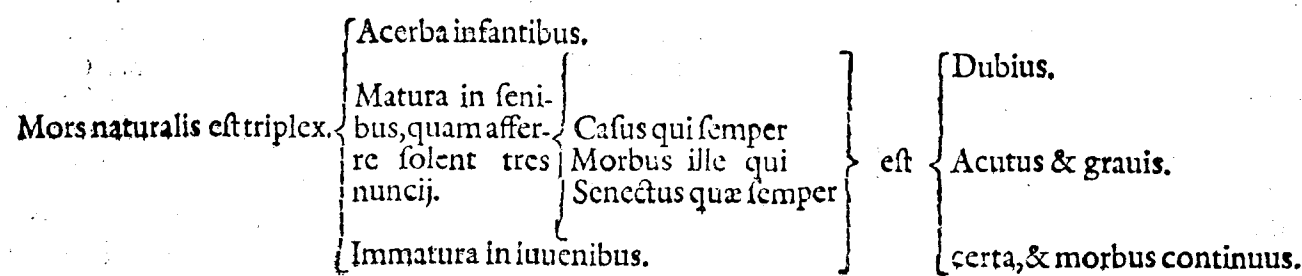 Mors naturalis eſt triplex.
Acerba infantibus.
Matura in ſeni-
bus, quam affer-
re ſolent tres
nuncij.
Immatura in iuuenibus.
Caſus qui ſemper
Morbus ille qui
Senectus quæ ſemper
eſt
Dubius.
Acutus & grauis.
certa, & morbus continuus.